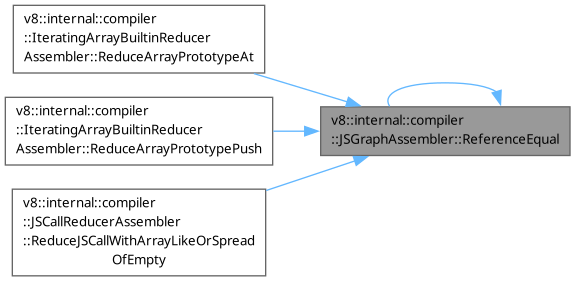 v8::internal::compiler
::IteratingArrayBuiltinReducer
Assembler::ReduceArrayPrototypeAt
v8::internal::compiler
::IteratingArrayBuiltinReducer
Assembler::ReduceArrayPrototypePush
v8::internal::compiler
::JSCallReducerAssembler
::ReduceJSCallWithArrayLikeOrSpread
OfEmpty
v8::internal::compiler
::JSGraphAssembler::ReferenceEqual